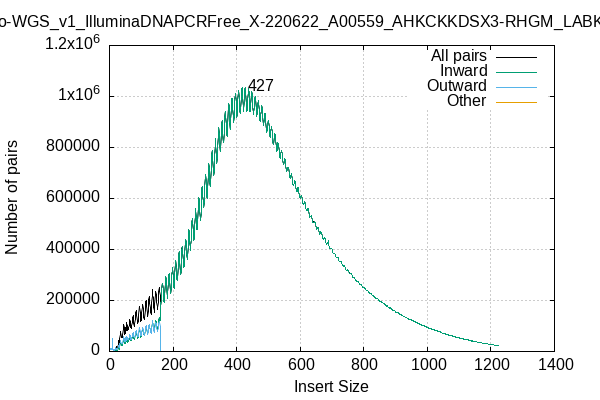 o-WGS_v1_IlluminaDNAPCRFree_X-220622_A00559_AHKCKKDSX3-RHGM_LABK
1.2x10^6
1x10^6
800000
600000
400000
200000
0
Number of pairs
427
All pairs
Inward
Outward
Other
0 200 400 600 800 1000 1200 1400
Insert Size